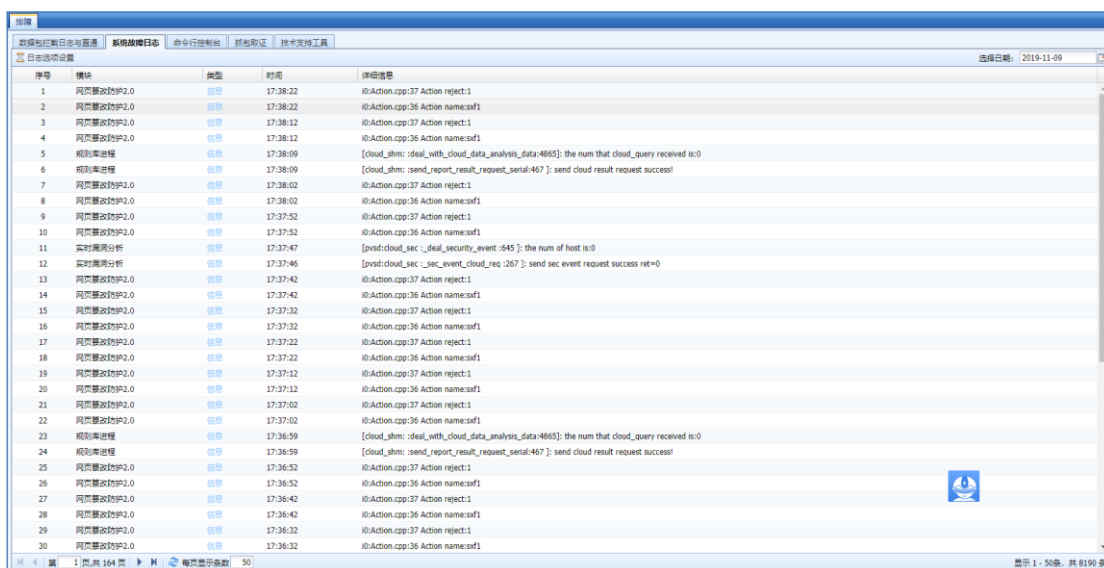 排障
数据包拦截日志与直通 系统故障日志 命令行控制台 抓包取证 技术支持工具
日志选项设置 选择日期: 2019-11-09
序号 模块 类型 时间 详细信息
1 网页篡改防护2.0 信息 17:38:22 i0:Action.cpp:37 Action reject:1
2 网页篡改防护2.0 信息 17:38:22 i0:Action.cpp:36 Action name:sxf1
3 网页篡改防护2.0 信息 17:38:12 i0:Action.cpp:37 Action reject:1
4 网页篡改防护2.0 信息 17:38:12 i0:Action.cpp:36 Action name:sxf1
5 规则库进程 信息 17:38:09 [cloud_shm: :deal_with_cloud_data_analysis_data:4865]: the num that cloud_query received is:0
6 规则库进程 信息 17:38:09 [cloud_shm: :send_report_result_request_serial:467 ]: send cloud result request success!
7 网页篡改防护2.0 信息 17:38:02 i0:Action.cpp:37 Action reject:1
8 网页篡改防护2.0 信息 17:38:02 i0:Action.cpp:36 Action name:sxf1
9 网页篡改防护2.0 信息 17:37:52 i0:Action.cpp:37 Action reject:1
10 网页篡改防护2.0 信息 17:37:52 i0:Action.cpp:36 Action name:sxf1
11 实时漏洞分析 信息 17:37:47 [pvsd:cloud_sec :_deal_security_event :645 ]: the num of host is:0
12 实时漏洞分析 信息 17:37:46 [pvsd:cloud_sec :_sec_event_cloud_req :267 ]: send sec event request success ret=0
13 网页篡改防护2.0 信息 17:37:42 i0:Action.cpp:37 Action reject:1
14 网页篡改防护2.0 信息 17:37:42 i0:Action.cpp:36 Action name:sxf1
15 网页篡改防护2.0 信息 17:37:32 i0:Action.cpp:37 Action reject:1
16 网页篡改防护2.0 信息 17:37:32 i0:Action.cpp:36 Action name:sxf1
17 网页篡改防护2.0 信息 17:37:22 i0:Action.cpp:37 Action reject:1
18 网页篡改防护2.0 信息 17:37:22 i0:Action.cpp:36 Action name:sxf1
19 网页篡改防护2.0 信息 17:37:12 i0:Action.cpp:37 Action reject:1
20 网页篡改防护2.0 信息 17:37:12 i0:Action.cpp:36 Action name:sxf1
21 网页篡改防护2.0 信息 17:37:02 i0:Action.cpp:37 Action reject:1
22 网页篡改防护2.0 信息 17:37:02 i0:Action.cpp:36 Action name:sxf1
23 规则库进程 信息 17:36:59 [cloud_shm: :deal_with_cloud_data_analysis_data:4865]: the num that cloud_query received is:0
24 规则库进程 信息 17:36:59 [cloud_shm: :send_report_result_request_serial:467 ]: send cloud result request success!
25 网页篡改防护2.0 信息 17:36:52 i0:Action.cpp:37 Action reject:1
26 网页篡改防护2.0 信息 17:36:52 i0:Action.cpp:36 Action name:sxf1
27 网页篡改防护2.0 信息 17:36:42 i0:Action.cpp:37 Action reject:1
28 网页篡改防护2.0 信息 17:36:42 i0:Action.cpp:36 Action name:sxf1
29 网页篡改防护2.0 信息 17:36:32 i0:Action.cpp:37 Action reject:1
30 网页篡改防护2.0 信息 17:36:32 i0:Action.cpp:36 Action name:sxf1
第 1 页,共 164 页 每页显示条数 50 显示 1 - 50条, 共 8190 条